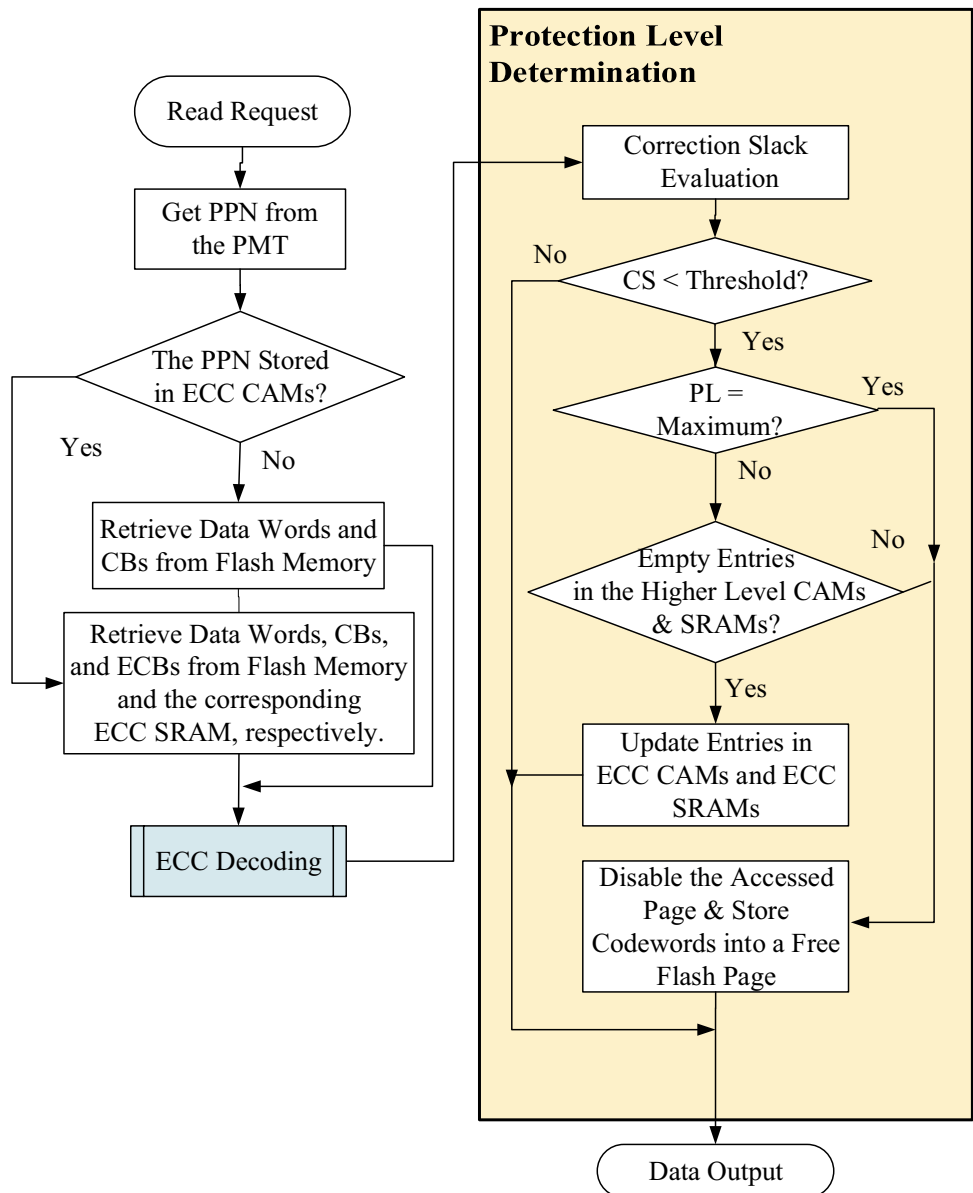 Protection Level
Determination
Read Request
Get PPN from
the PMT
The PPN Stored
in ECC CAMs?
Yes
No
Retrieve Data Words and
CBs from Flash Memory
Retrieve Data Words, CBs,
and ECBs from Flash Memory
and the corresponding
ECC SRAM, respectively.
ECC Decoding
Correction Slack
Evaluation
No
CS < Threshold?
Yes
PL =
Maximum?
Yes
No
Empty Entries
in the Higher Level CAMs
& SRAMs?
No
Yes
Update Entries in
ECC CAMs and ECC
SRAMs
Disable the Accessed
Page & Store
Codewords into a Free
Flash Page
Data Output